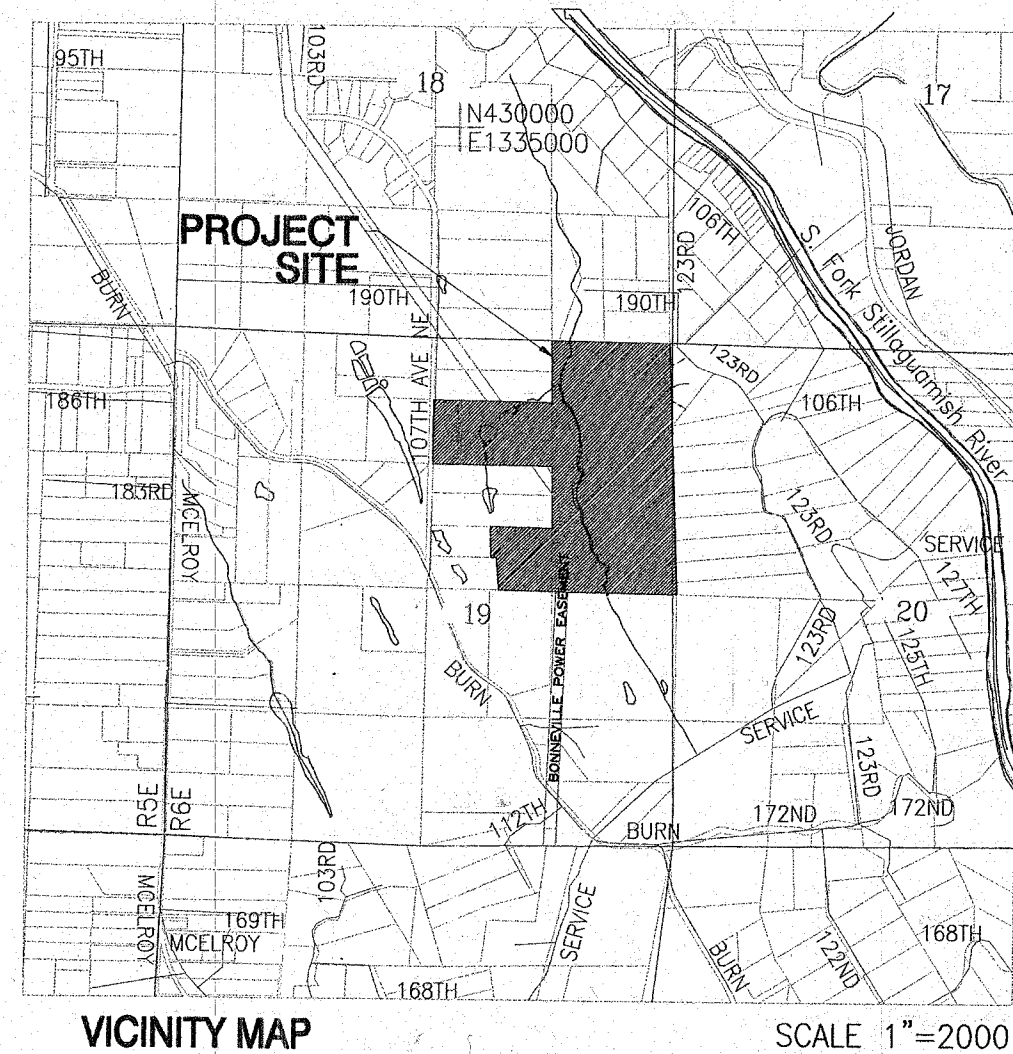 95TH
103RD
18
17
N430000
E1335000
PROJECT
SITE
106TH
123RD
JORDAN
S. Fork Stillaguamish River
BURN
190TH
190TH
107TH AVE NE
123RD
186TH
106TH
183RD
MCELROY
123RD
SERVICE
127TH
BONNEVILLE POWER EASEMENT
19
20
123RD
125TH
BURN
SERVICE
123RD
R5E
R6E
112TH
BURN
172ND
172ND
MCELROY
103RD
169TH
MCELROY
SERVICE
BURN
122ND
168TH
168TH
VICINITY MAP
SCALE 1"=2000